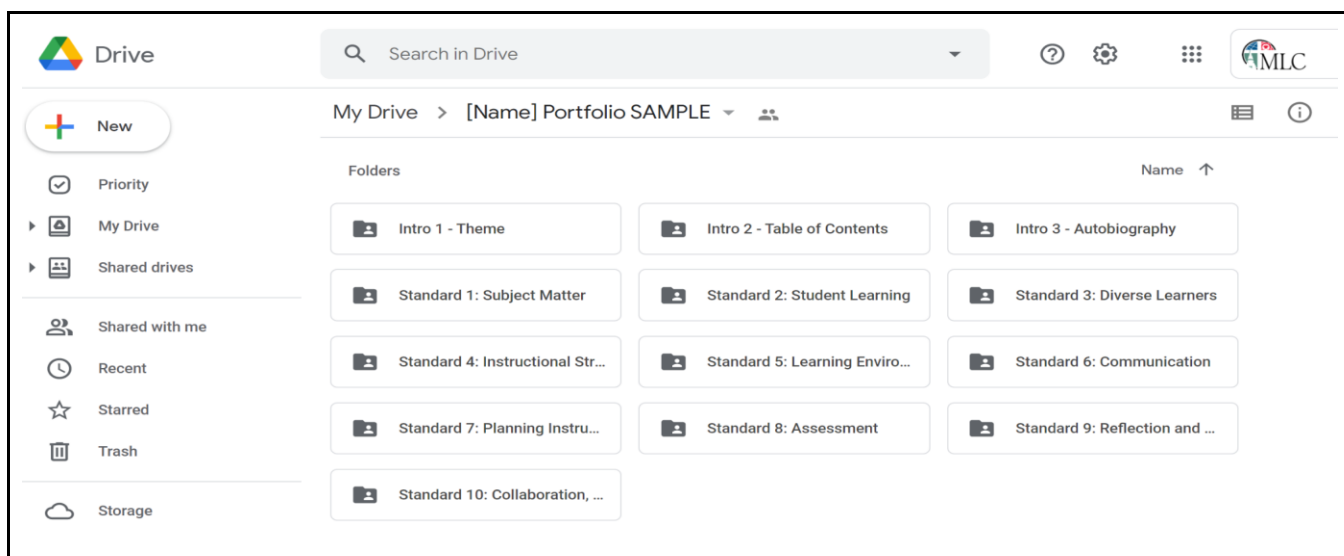 Drive
Search in Drive
MLC
New
My Drive > [Name] Portfolio SAMPLE
Priority
My Drive
Shared drives
Shared with me
Recent
Starred
Trash
Storage
Folders
Name
Intro 1 - Theme
Intro 2 - Table of Contents
Intro 3 - Autobiography
Standard 1: Subject Matter
Standard 2: Student Learning
Standard 3: Diverse Learners
Standard 4: Instructional Str...
Standard 5: Learning Enviro...
Standard 6: Communication
Standard 7: Planning Instru...
Standard 8: Assessment
Standard 9: Reflection and ...
Standard 10: Collaboration, ...